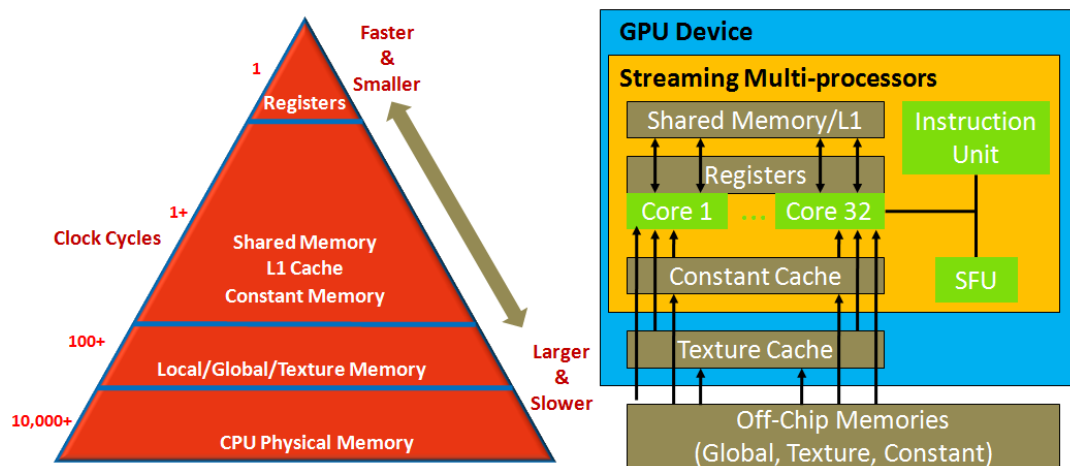 Faster
&
Smaller
1
Registers
1+
Clock Cycles
Shared Memory
L1 Cache
Constant Memory
100+
Local/Global/Texture Memory
Larger
&
Slower
10,000+
CPU Physical Memory
GPU Device
Streaming Multi-processors
Shared Memory/L1
Instruction
Unit
Registers
Core 1 ... Core 32
Constant Cache
SFU
Texture Cache
Off-Chip Memories
(Global, Texture, Constant)